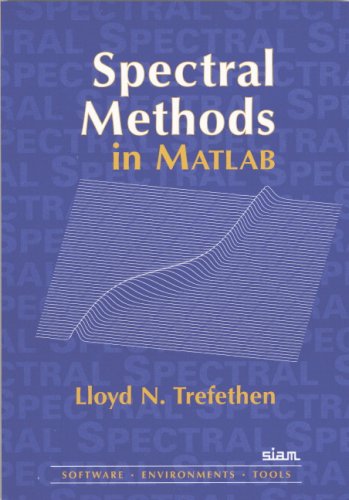 Spectral
Methods
in MATLAB
Lloyd N. Trefethen
siam
SOFTWARE • ENVIRONMENTS • TOOLS